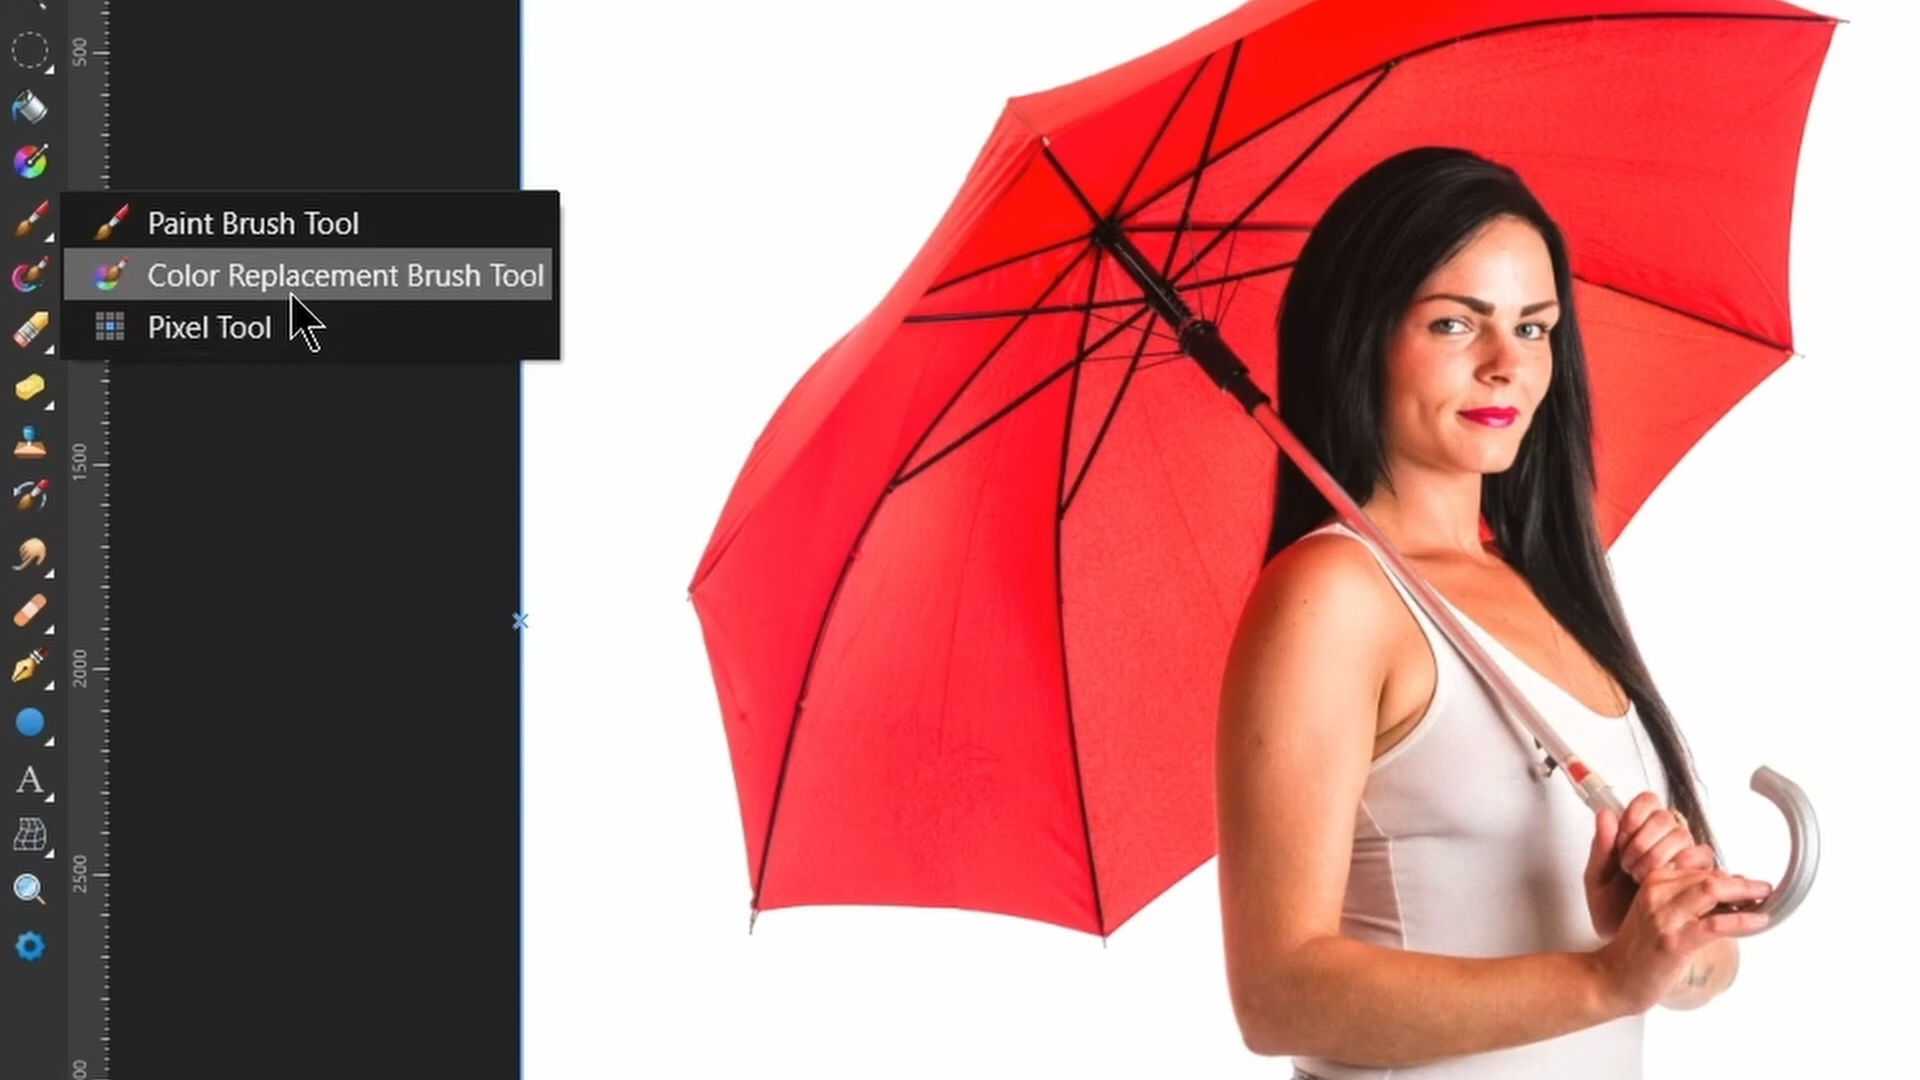 500
Paint Brush Tool
Color Replacement Brush Tool
Pixel Tool
1500
2000
2500
A